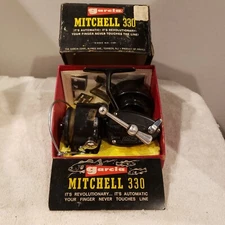 garcia
MITCHELL 330
IT'S AUTOMATIC! IT'S REVOLUTIONARY!
YOUR FINGER NEVER TOUCHES THE LINE!
garcia
MITCHELL 330
IT'S REVOLUTIONARY... IT'S AUTOMATIC
YOUR FINGER NEVER TOUCHES LINE